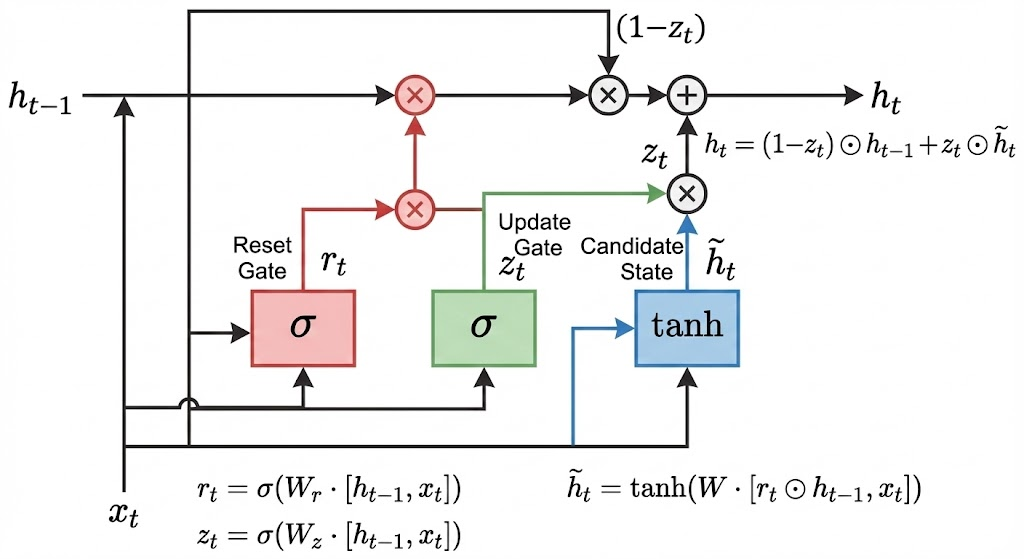 (1−z_t)
h_{t−1}
×
×
+
h_t
z_t
h_t = (1−z_t) ⊙ h_{t−1} + z_t ⊙ h̃_t
×
×
Reset
Gate
r_t
Update
Gate
z_t
Candidate
State
h̃_t
σ
σ
tanh
r_t = σ(W_r · [h_{t−1}, x_t])
z_t = σ(W_z · [h_{t−1}, x_t])
h̃_t = tanh(W · [r_t ⊙ h_{t−1}, x_t])
x_t